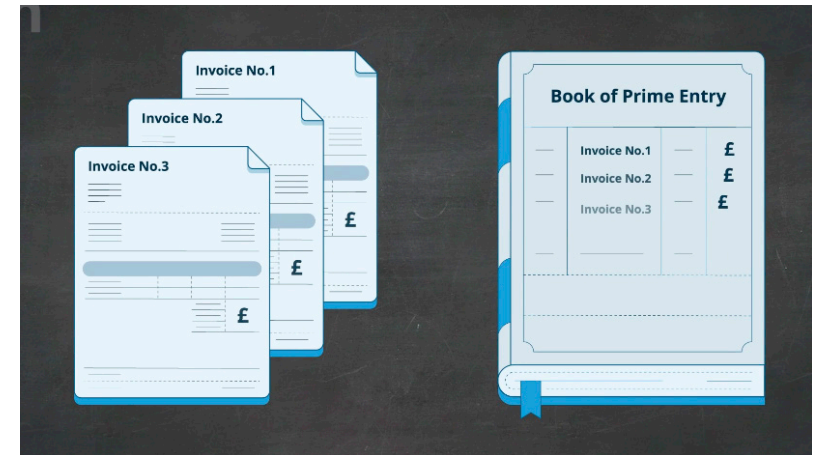 Invoice No.1
Invoice No.2
Invoice No.3
£
£
£
Book of Prime Entry
Invoice No.1 £
Invoice No.2 £
Invoice No.3 £